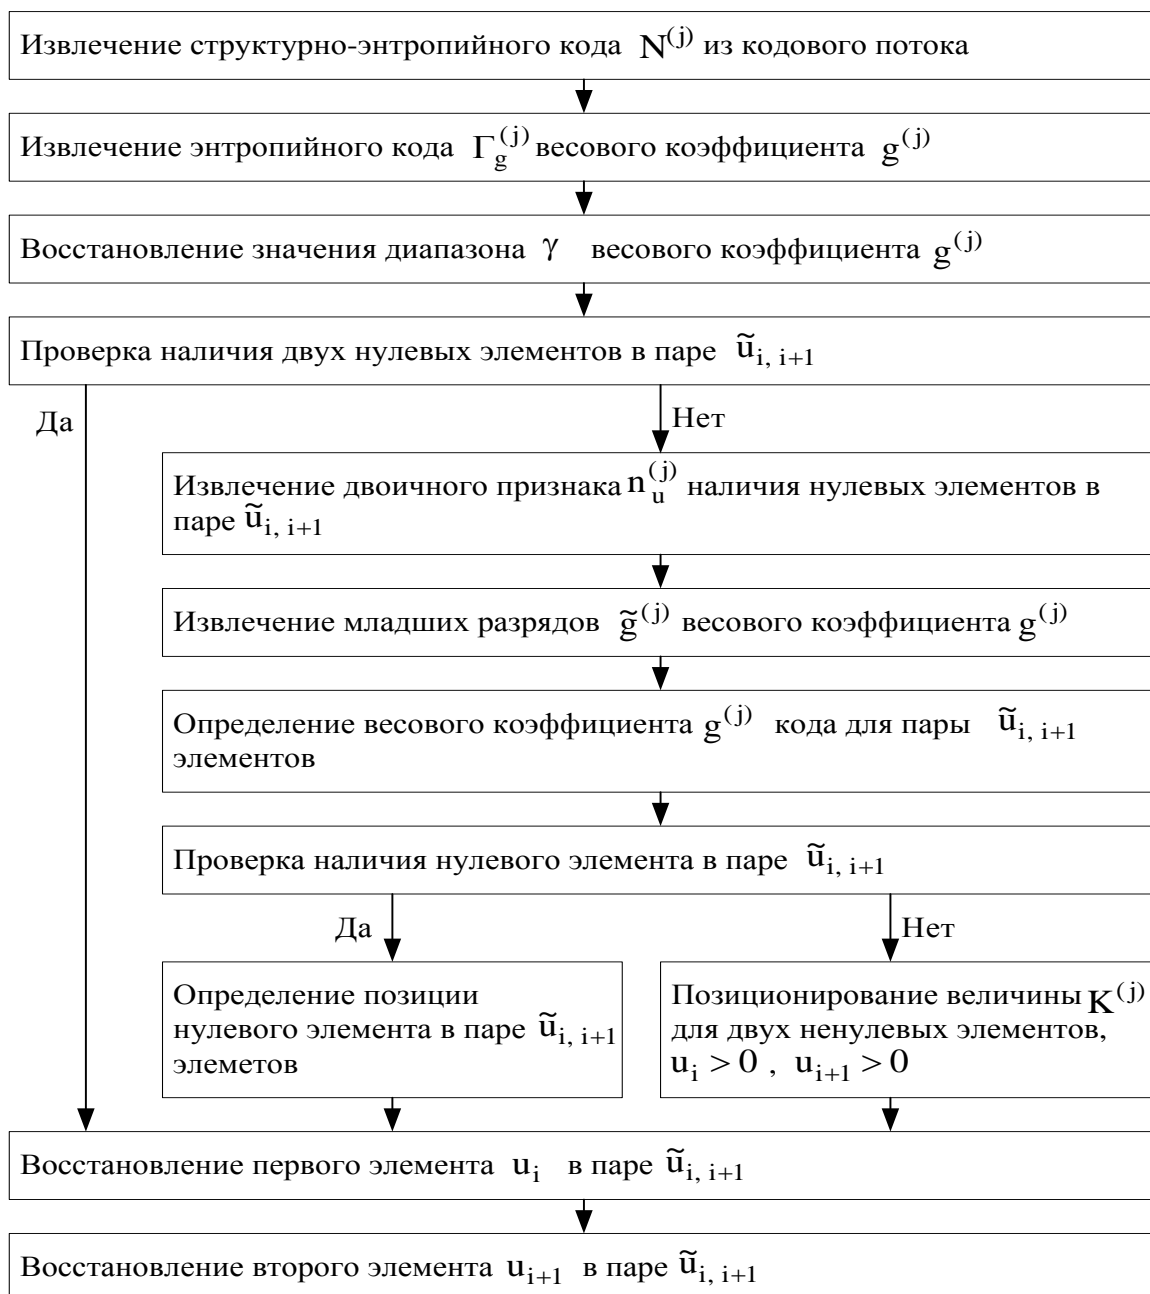 Извлечение структурно-энтропийного кода N^(j) из кодового потока
Извлечение энтропийного кода Γ_g^(j) весового коэффициента g^(j)
Восстановление значения диапазона γ весового коэффициента g^(j)
Проверка наличия двух нулевых элементов в паре ũ_i, i+1
Да
Нет
Извлечение двоичного признака n_u^(j) наличия нулевых элементов в
паре ũ_i, i+1
Извлечение младших разрядов g̃^(j) весового коэффициента g^(j)
Определение весового коэффициента g^(j) кода для пары ũ_i, i+1
элементов
Проверка наличия нулевого элемента в паре ũ_i, i+1
Да
Нет
Определение позиции
нулевого элемента в паре ũ_i, i+1
элеметов
Позиционирование величины K^(j)
для двух ненулевых элементов,
u_i > 0 , u_i+1 > 0
Восстановление первого элемента u_i в паре ũ_i, i+1
Восстановление второго элемента u_i+1 в паре ũ_i, i+1